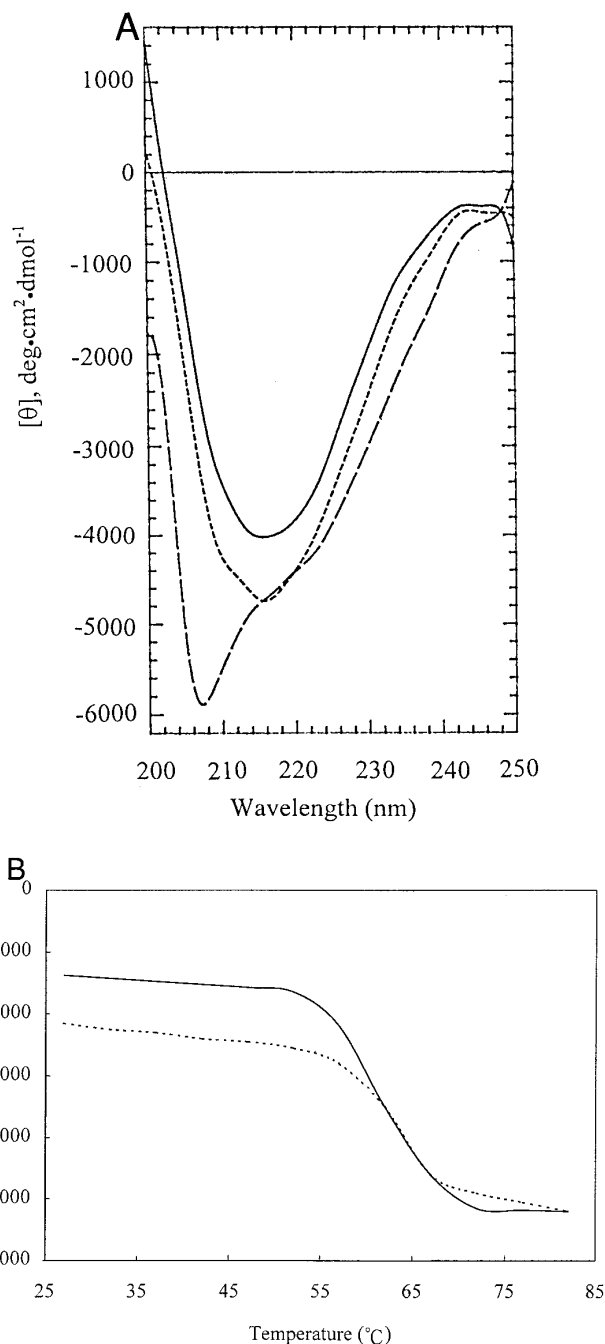 A
1000
0
-1000
-2000
-3000
-4000
-5000
-6000
[θ], deg•cm²•dmol⁻¹
200 210 220 230 240 250
Wavelength (nm)
B
0
000
000
000
000
000
000
25 35 45 55 65 75 85
Temperature (℃)